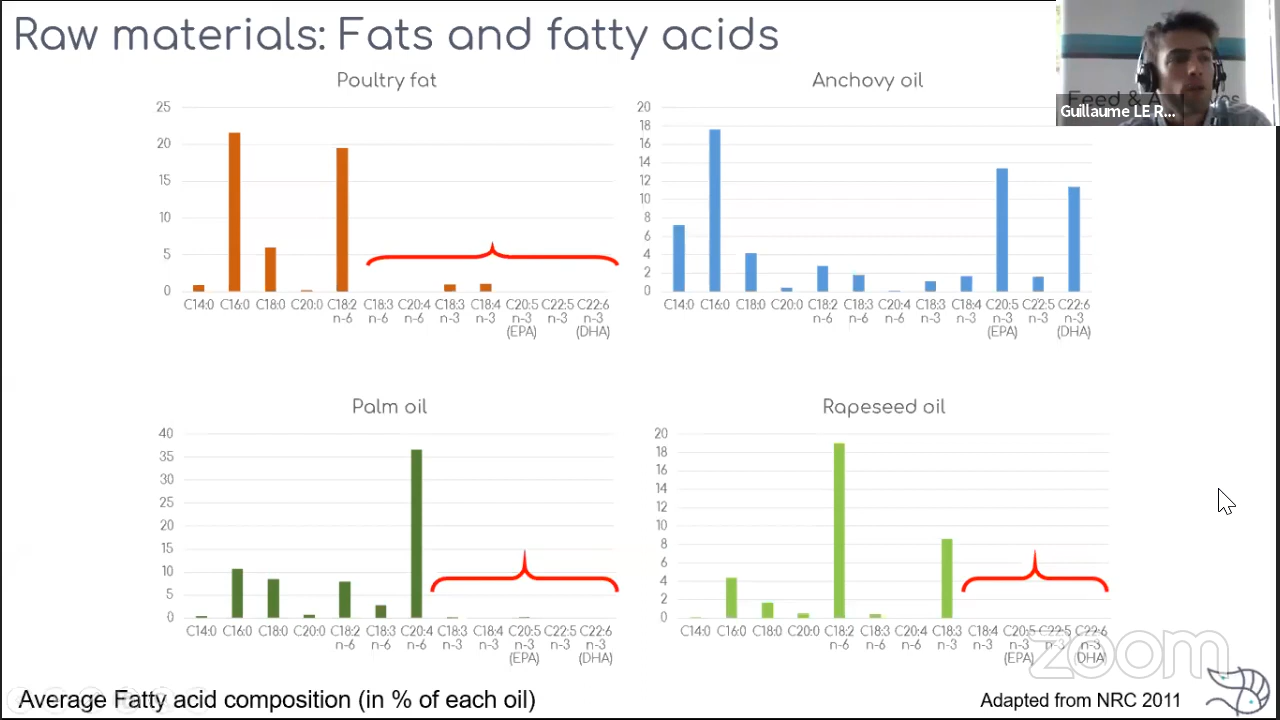 Raw materials: Fats and fatty acids
Guillaume LE R...
Poultry fat
25
20
15
10
5
0
C14:0 C16:0 C18:0 C20:0 C18:2 C18:3 C20:4 C18:3 C18:4 C20:5 C22:5 C22:6
n-6 n-6 n-6 n-3 n-3 n-3 n-3 n-3
(EPA) (DHA)
Anchovy oil
20
18
16
14
12
10
8
6
4
2
0
C14:0 C16:0 C18:0 C20:0 C18:2 C18:3 C20:4 C18:3 C18:4 C20:5 C22:5 C22:6
n-6 n-6 n-6 n-3 n-3 n-3 n-3 n-3
(EPA) (DHA)
Palm oil
40
35
30
25
20
15
10
5
0
C14:0 C16:0 C18:0 C20:0 C18:2 C18:3 C20:4 C18:3 C18:4 C20:5 C22:5 C22:6
n-6 n-6 n-6 n-3 n-3 n-3 n-3 n-3
(EPA) (DHA)
Rapeseed oil
20
18
16
14
12
10
8
6
4
2
0
C14:0 C16:0 C18:0 C20:0 C18:2 C18:3 C20:4 C18:3 C18:4 C20:5 C22:5 C22:6
n-6 n-6 n-6 n-3 n-3 n-3 n-3 n-3
(EPA) (DHA)
zoom
Average Fatty acid composition (in % of each oil)
Adapted from NRC 2011